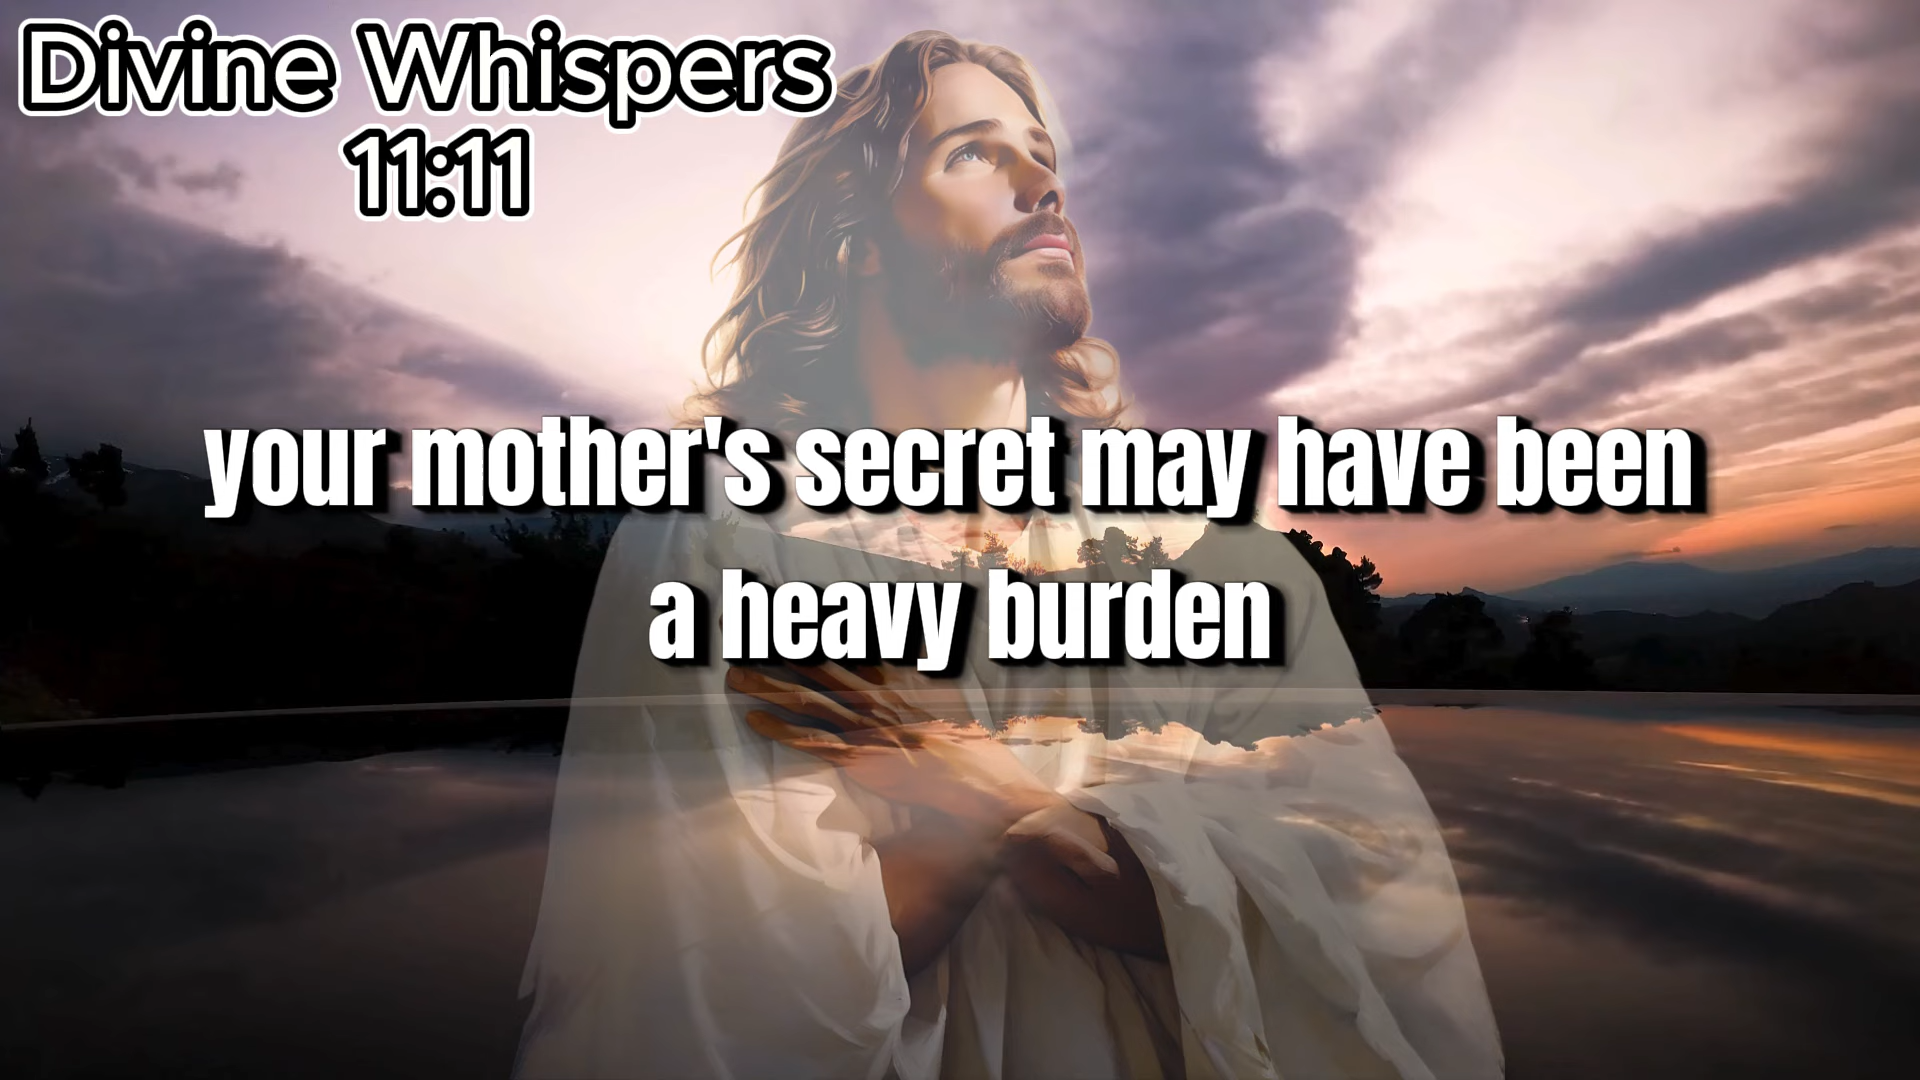 Divine Whispers
11:11
your mother's secret may have been
a heavy burden